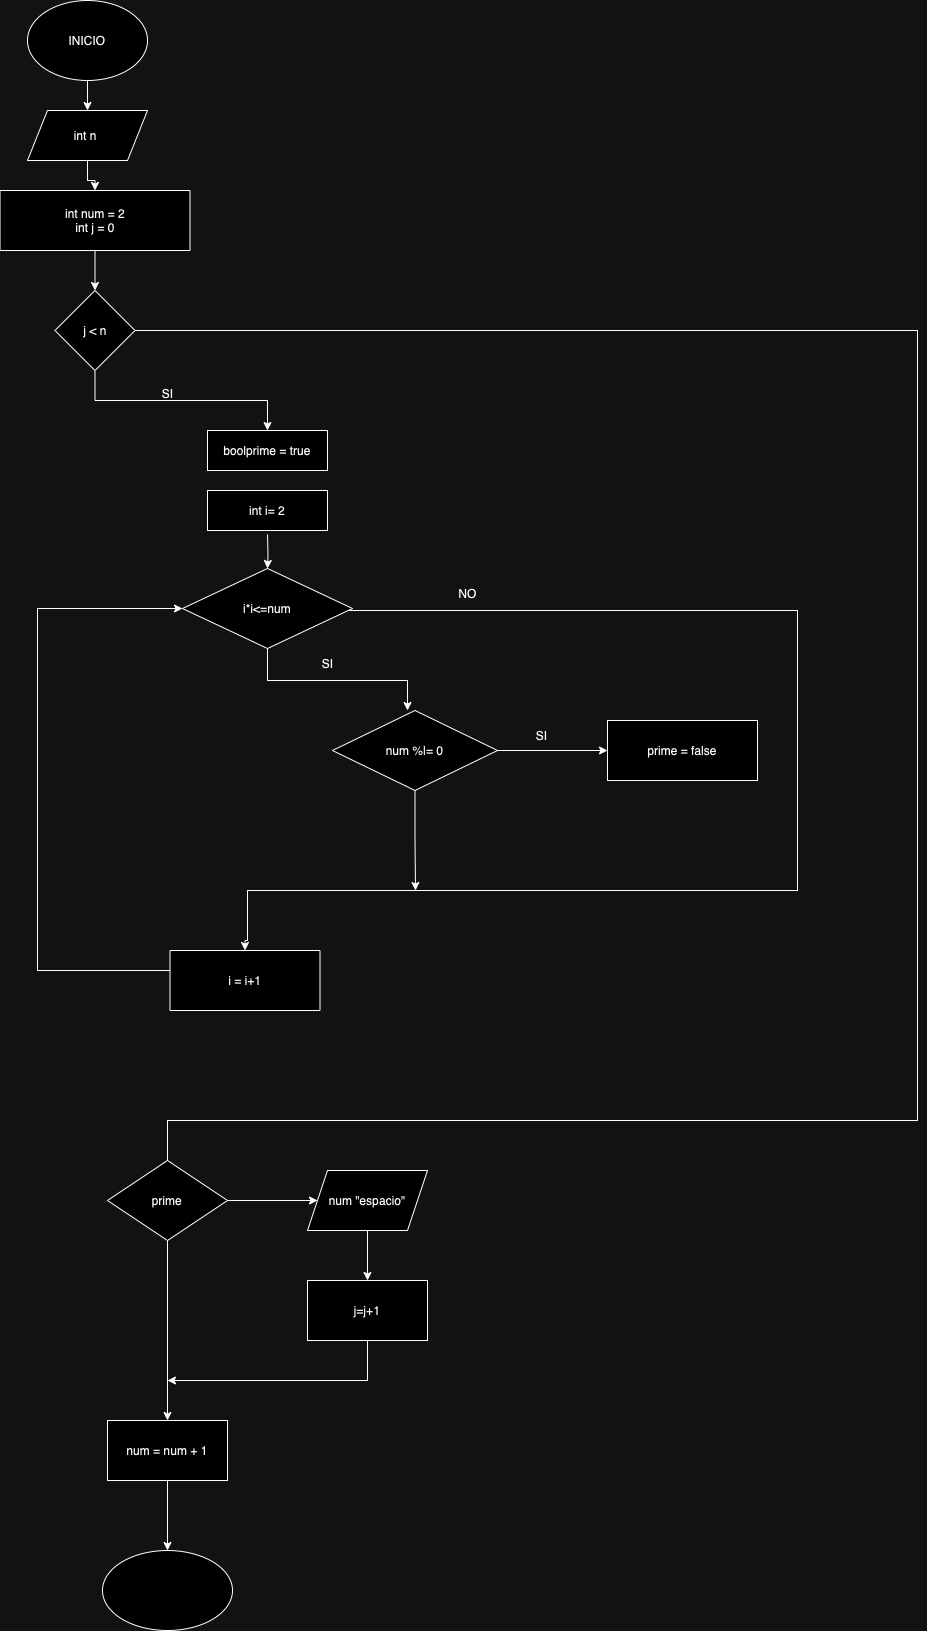 INICIO
int n
int num = 2
int j = 0
j < n
SI
boolprime = true
int i= 2
i*i<=num
NO
SI
num %I= 0
SI
prime = false
i = i+1
prime
num "espacio"
j=j+1
num = num + 1